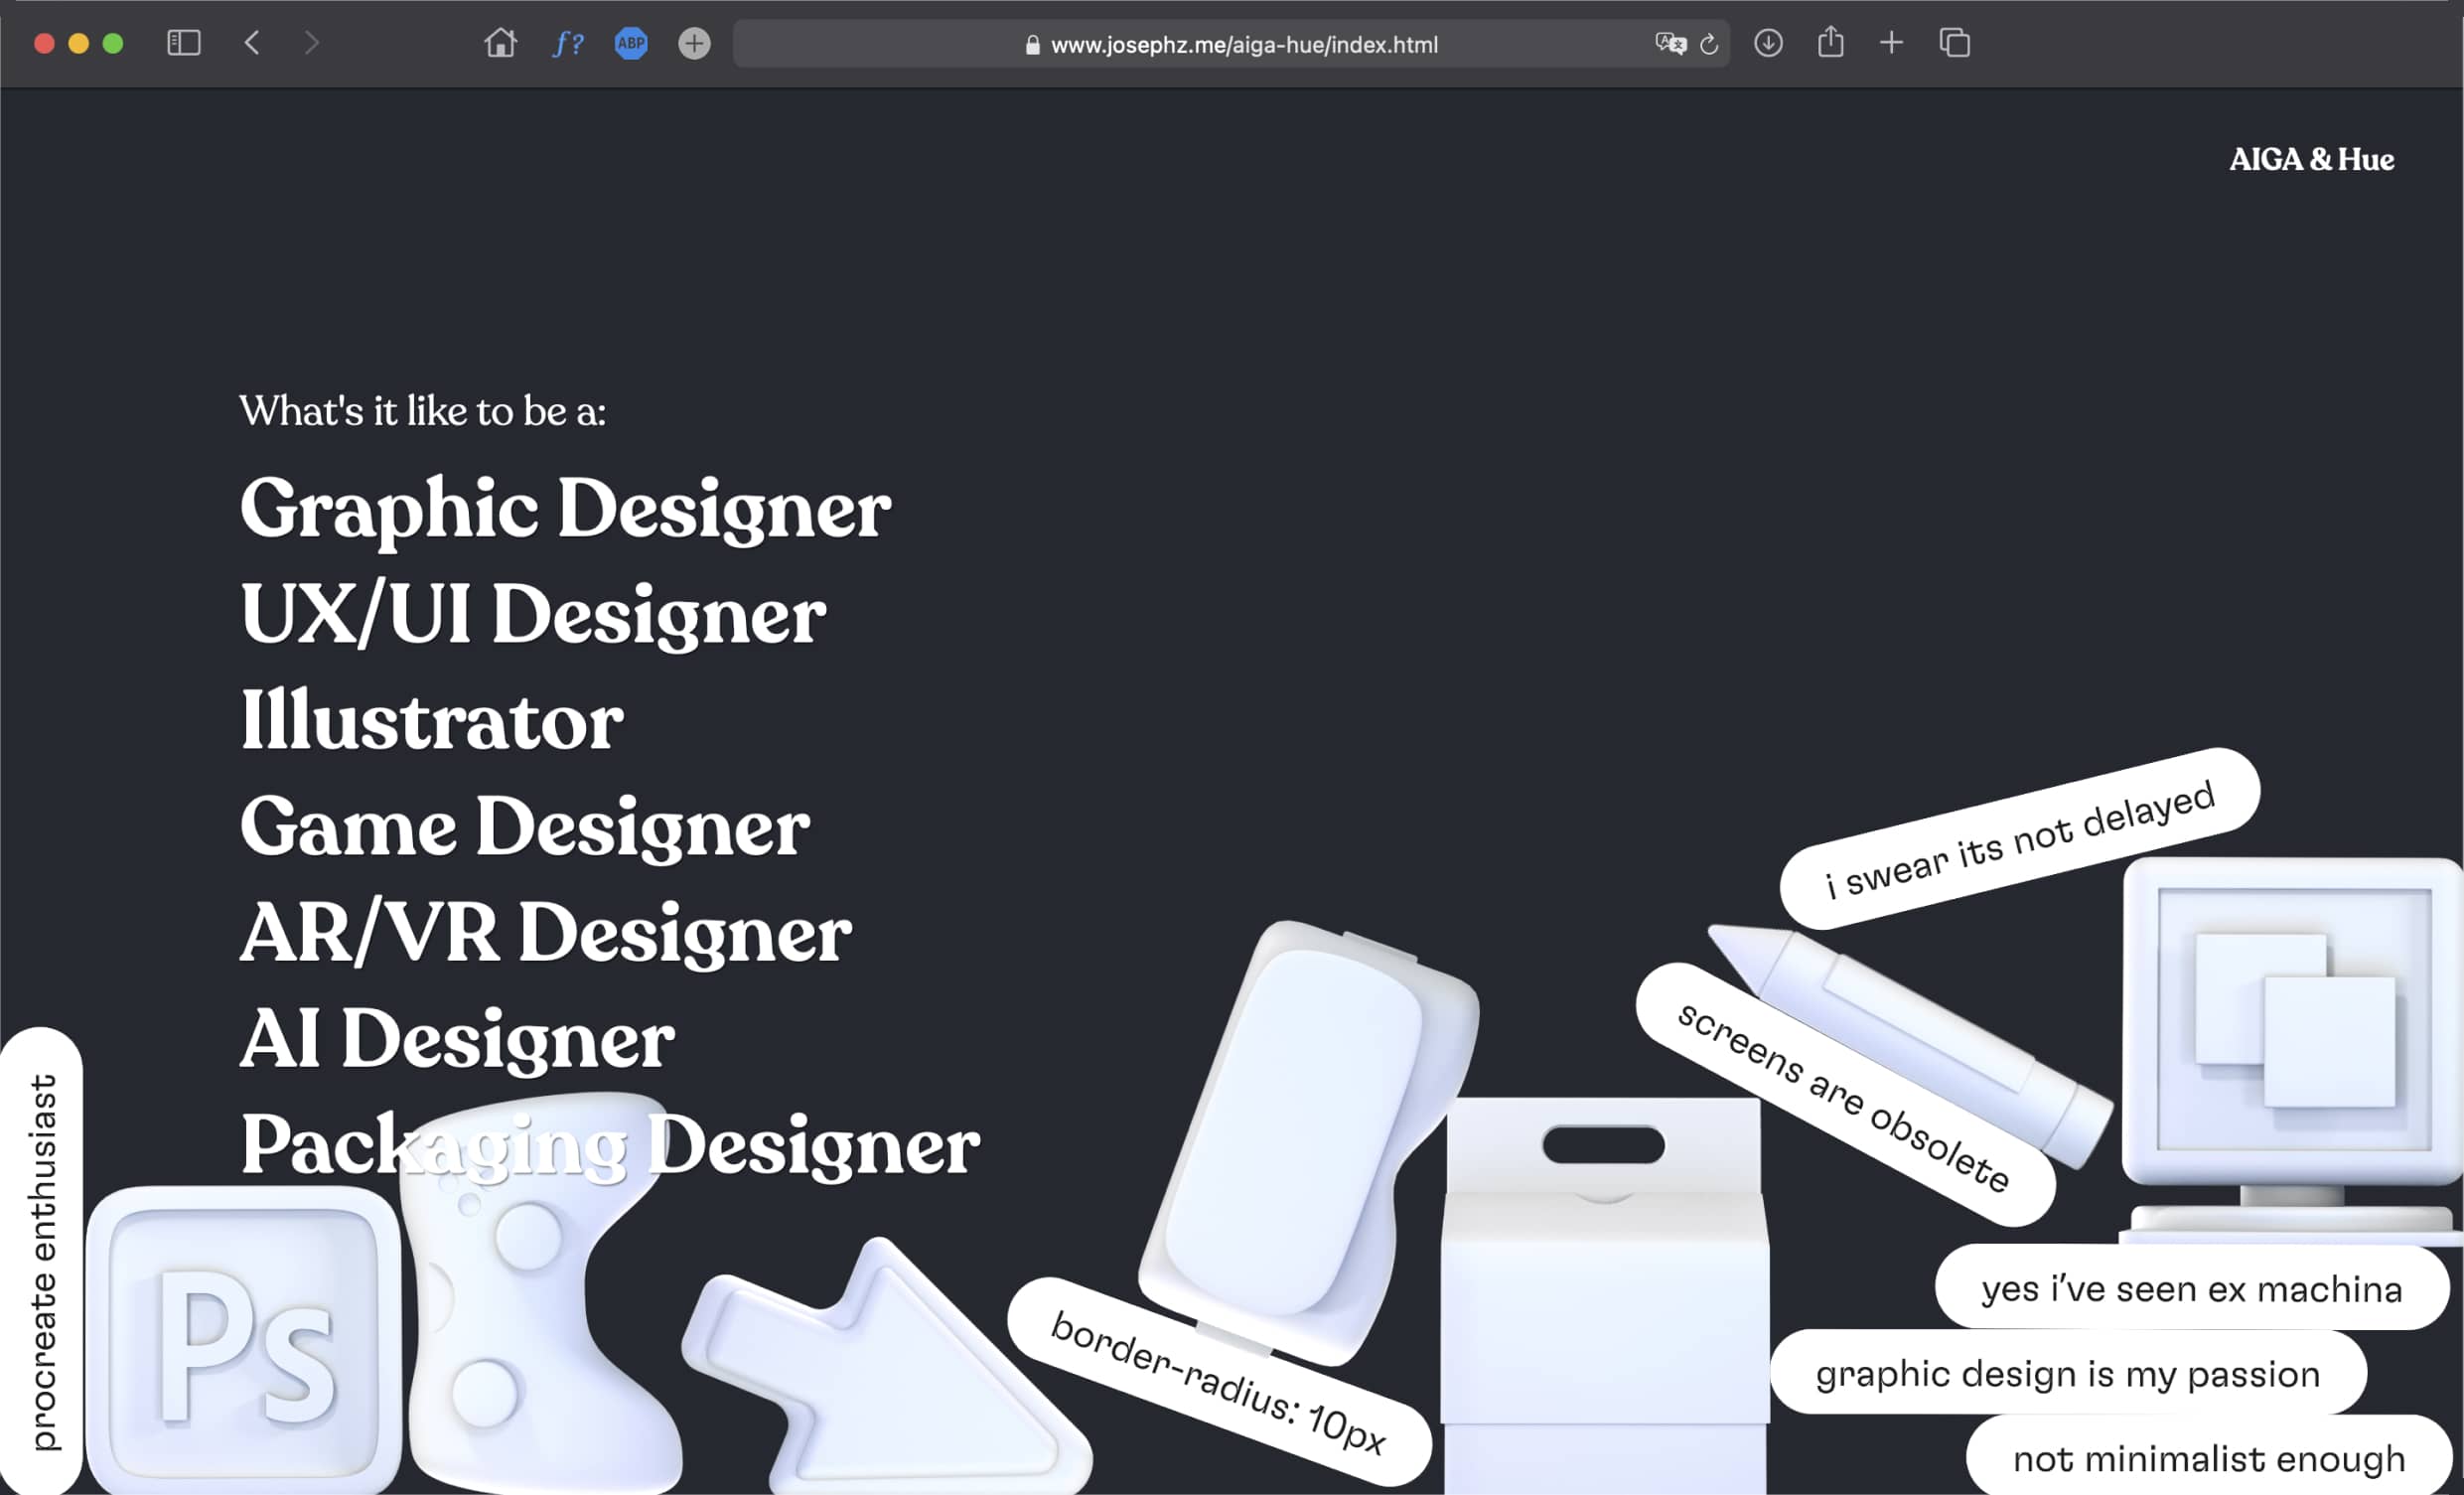 f?
ABP
www.josephz.me/aiga-hue/index.html
AIGA & Hue
What's it like to be a:
Graphic Designer
UX/UI Designer
Illustrator
Game Designer
AR/VR Designer
AI Designer
Packaging Designer
i swear its not delayed
screens are obsolete
procreate enthusiast
Ps
border-radius: 10px
yes i’ve seen ex machina
graphic design is my passion
not minimalist enough